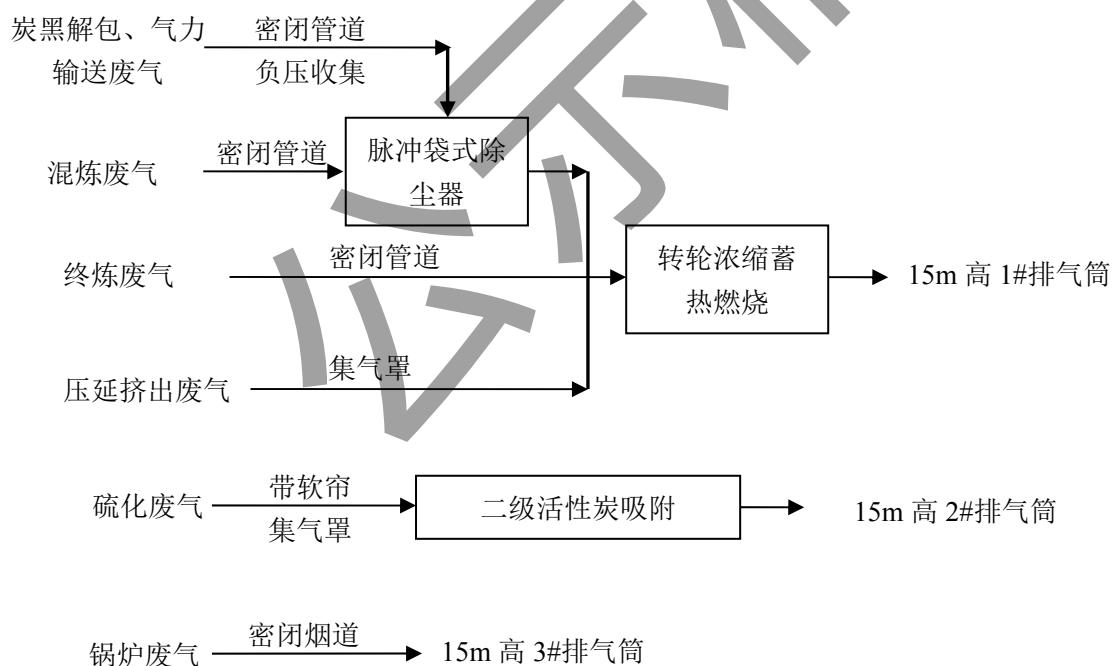 炭黑解包、气力
输送废气
密闭管道
负压收集
混炼废气
密闭管道
脉冲袋式除
尘器
终炼废气
密闭管道
转轮浓缩蓄
热燃烧
15m 高 1#排气筒
压延挤出废气
集气罩
硫化废气
带软帘
集气罩
二级活性炭吸附
15m 高 2#排气筒
锅炉废气
密闭烟道
15m 高 3#排气筒
公示